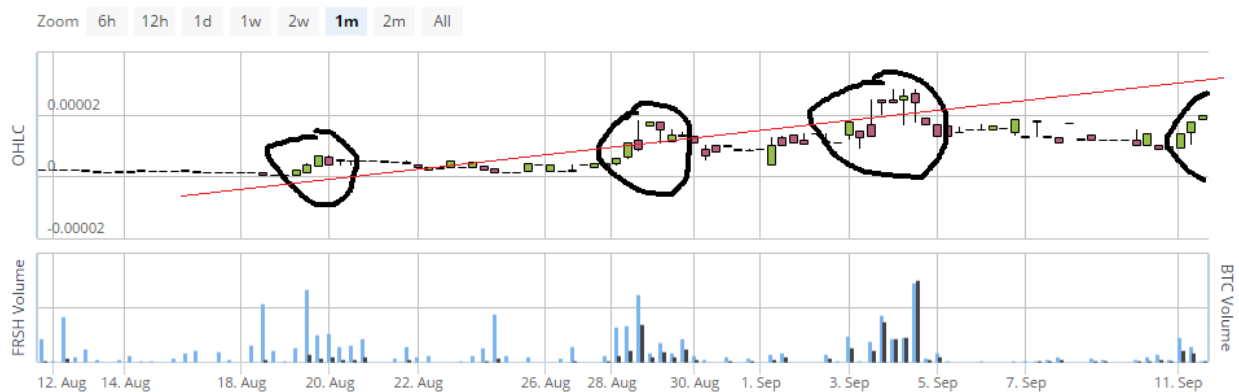 Zoom 6h 12h 1d 1w 2w 1m 2m All
OHLC
0.00002
0
-0.00002
FRSH Volume
BTC Volume
12. Aug 14. Aug 18. Aug 20. Aug 22. Aug 26. Aug 28. Aug 30. Aug 1. Sep 3. Sep 5. Sep 7. Sep 11. Sep